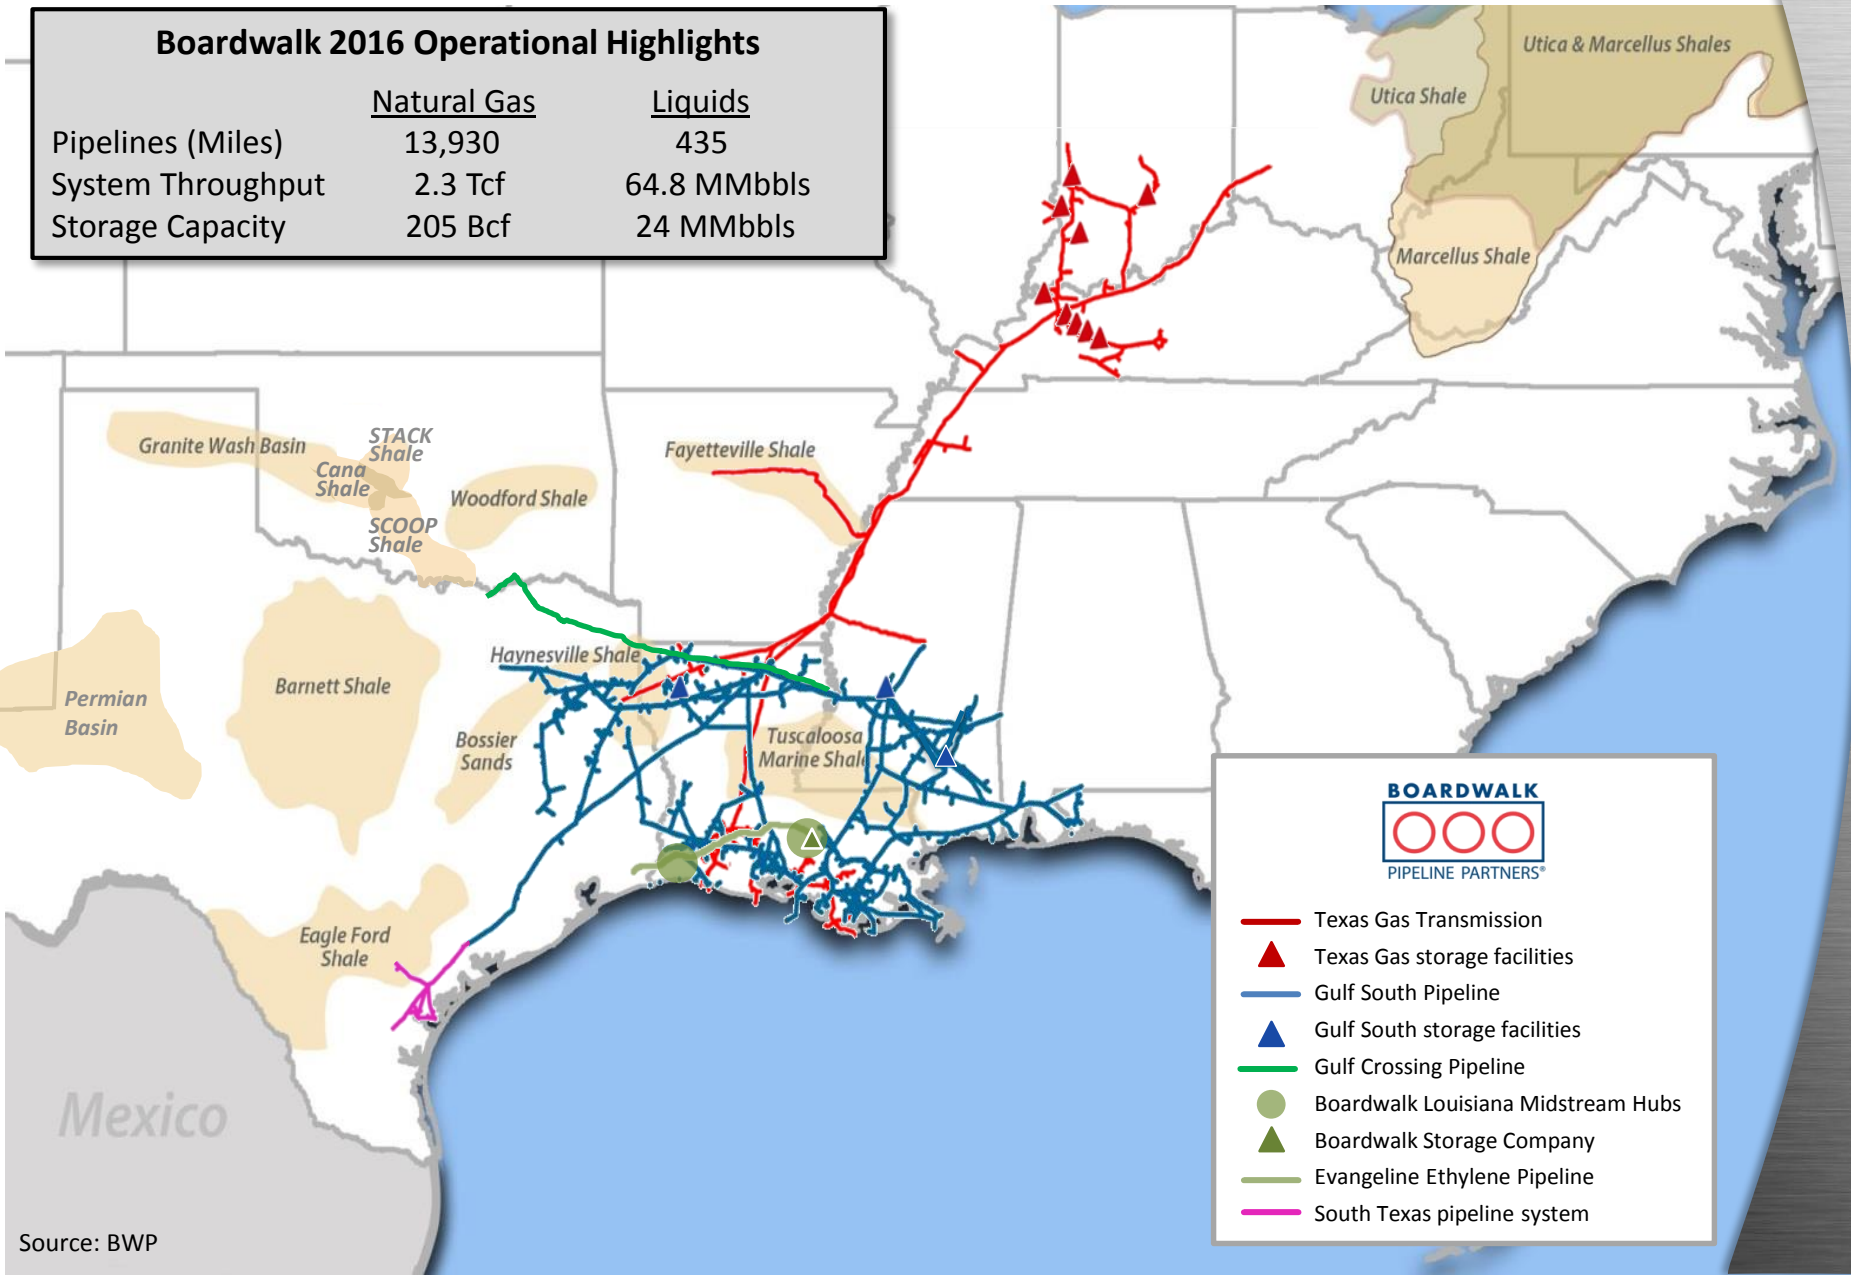 Boardwalk 2016 Operational Highlights
Natural Gas Liquids
Pipelines (Miles) 13,930 435
System Throughput 2.3 Tcf 64.8 MMbbls
Storage Capacity 205 Bcf 24 MMbbls
Utica & Marcellus Shales
Utica Shale
Marcellus Shale
Granite Wash Basin
STACK
Shale
Cana
Shale
Fayetteville Shale
Woodford Shale
SCOOP
Shale
Haynesville Shale
Barnett Shale
Permian
Basin
Bossier
Sands
Tuscaloosa
Marine Shale
Eagle Ford
Shale
Mexico
BOARDWALK
PIPELINE PARTNERS®
Texas Gas Transmission
Texas Gas storage facilities
Gulf South Pipeline
Gulf South storage facilities
Gulf Crossing Pipeline
Boardwalk Louisiana Midstream Hubs
Boardwalk Storage Company
Evangeline Ethylene Pipeline
South Texas pipeline system
Source: BWP